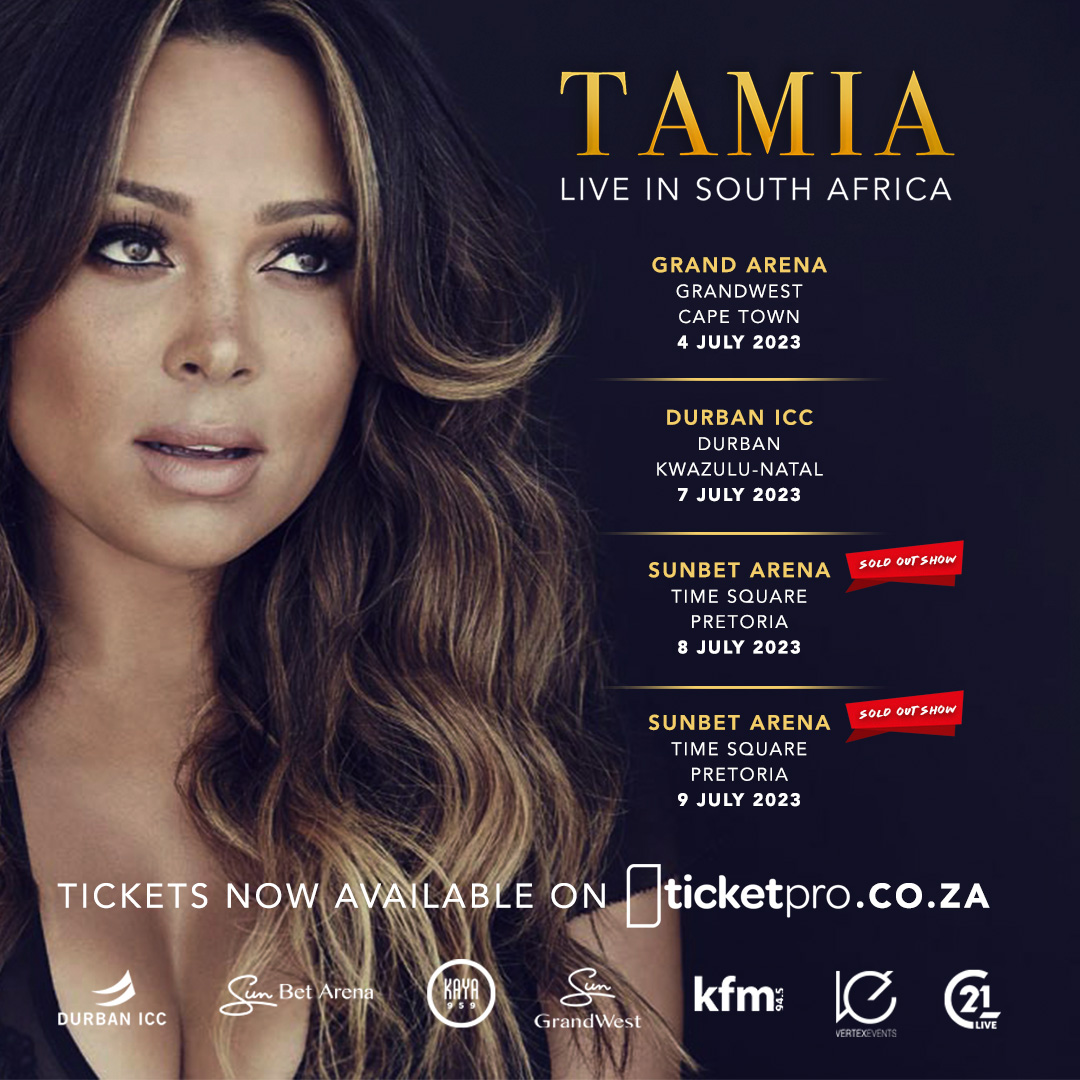 TAMIA
LIVE IN SOUTH AFRICA
GRAND ARENA
GRANDWEST
CAPE TOWN
4 JULY 2023
DURBAN ICC
DURBAN
KWAZULU-NATAL
7 JULY 2023
SUNBET ARENA
SOLD OUT SHOW
TIME SQUARE
PRETORIA
8 JULY 2023
SUNBET ARENA
SOLD OUT SHOW
TIME SQUARE
PRETORIA
9 JULY 2023
TICKETS NOW AVAILABLE ON ticketpro.CO.ZA
DURBAN ICC
Sun Bet Arena
KAYA
959
Sun
GrandWest
kfm 94.5
VERTEXEVENTS
21
LIVE